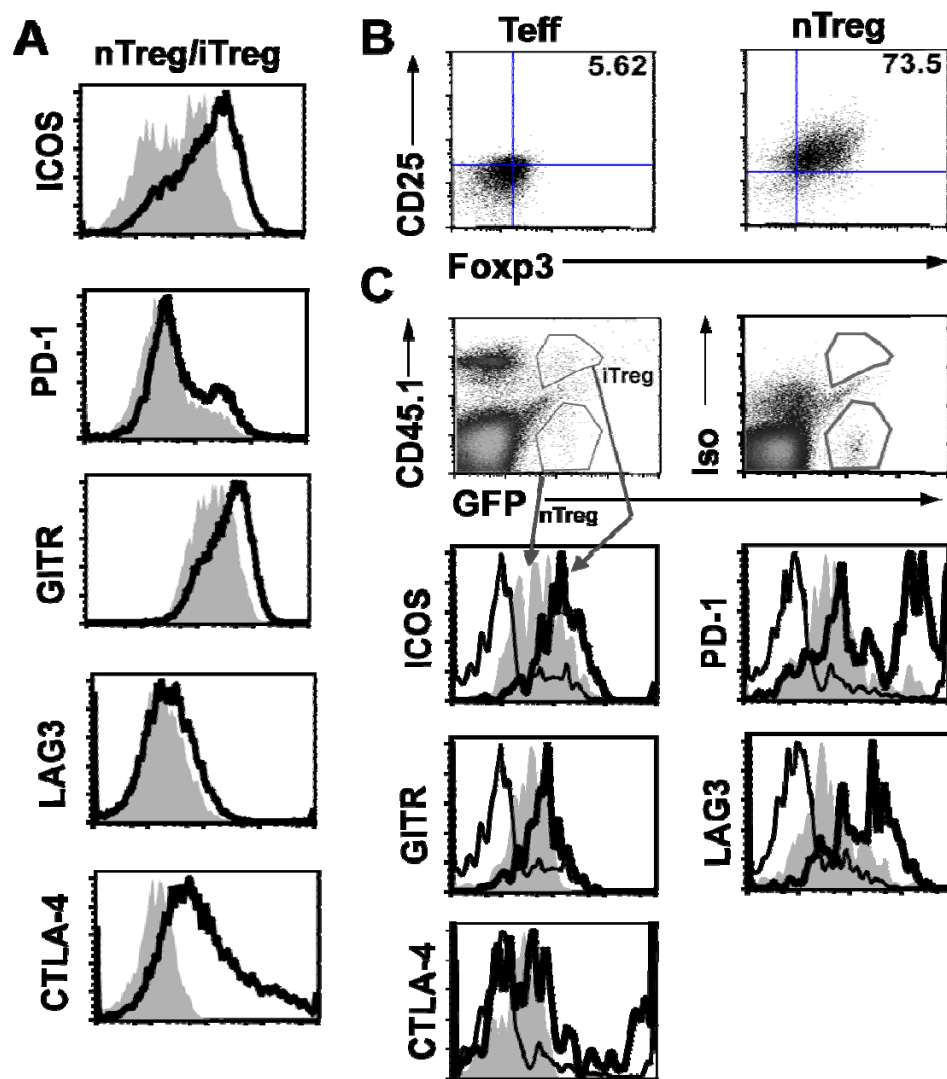 A
nTreg/iTreg
ICOS
PD-1
GITR
LAG3
CTLA-4
B
Teff
nTreg
5.62
73.5
CD25
Foxp3
C
CD45.1
iTreg
Iso
GFP
nTreg
ICOS
PD-1
GITR
LAG3
CTLA-4